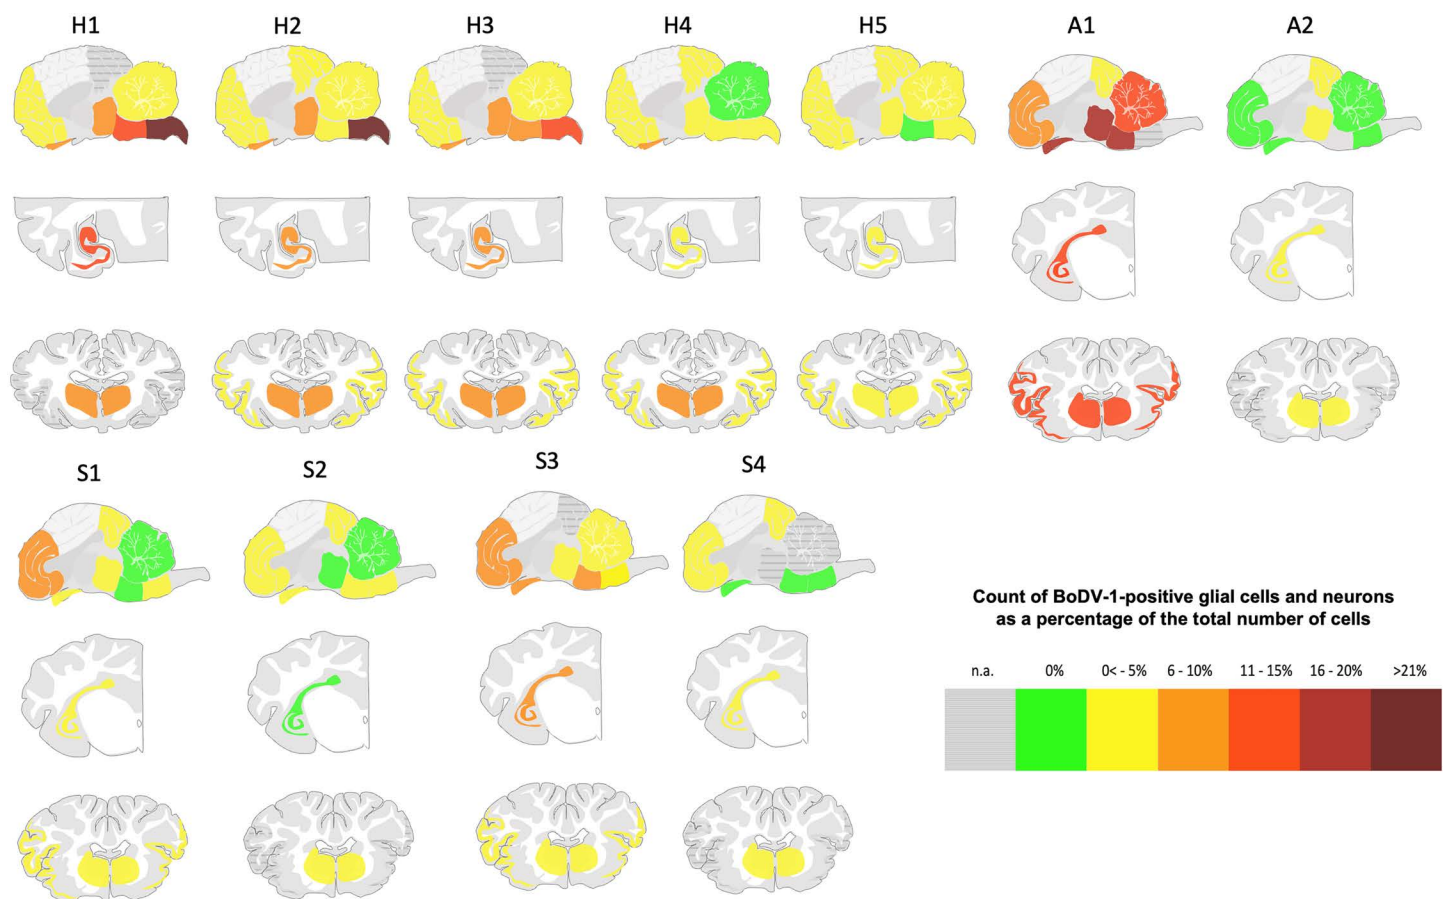 H1 H2 H3 H4 H5 A1 A2
S1 S2 S3 S4
Count of BoDV-1-positive glial cells and neurons
as a percentage of the total number of cells
n.a. 0% 0< - 5% 6 - 10% 11 - 15% 16 - 20% >21%